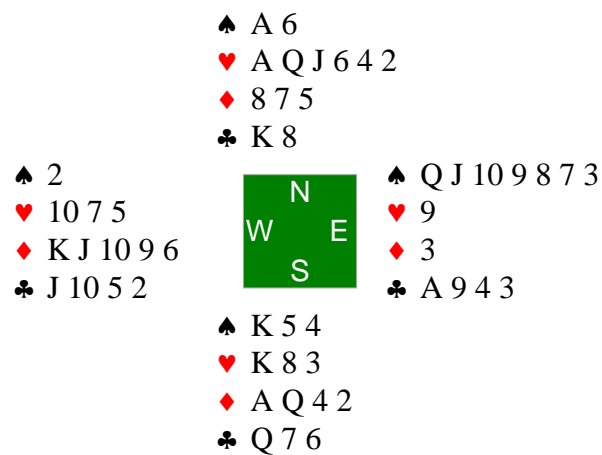 ♠ A 6
♥ A Q J 6 4 2
♦ 8 7 5
♣ K 8
♠ 2
♥ 10 7 5
♦ K J 10 9 6
♣ J 10 5 2
N
W E
S
♠ Q J 10 9 8 7 3
♥ 9
♦ 3
♣ A 9 4 3
♠ K 5 4
♥ K 8 3
♦ A Q 4 2
♣ Q 7 6